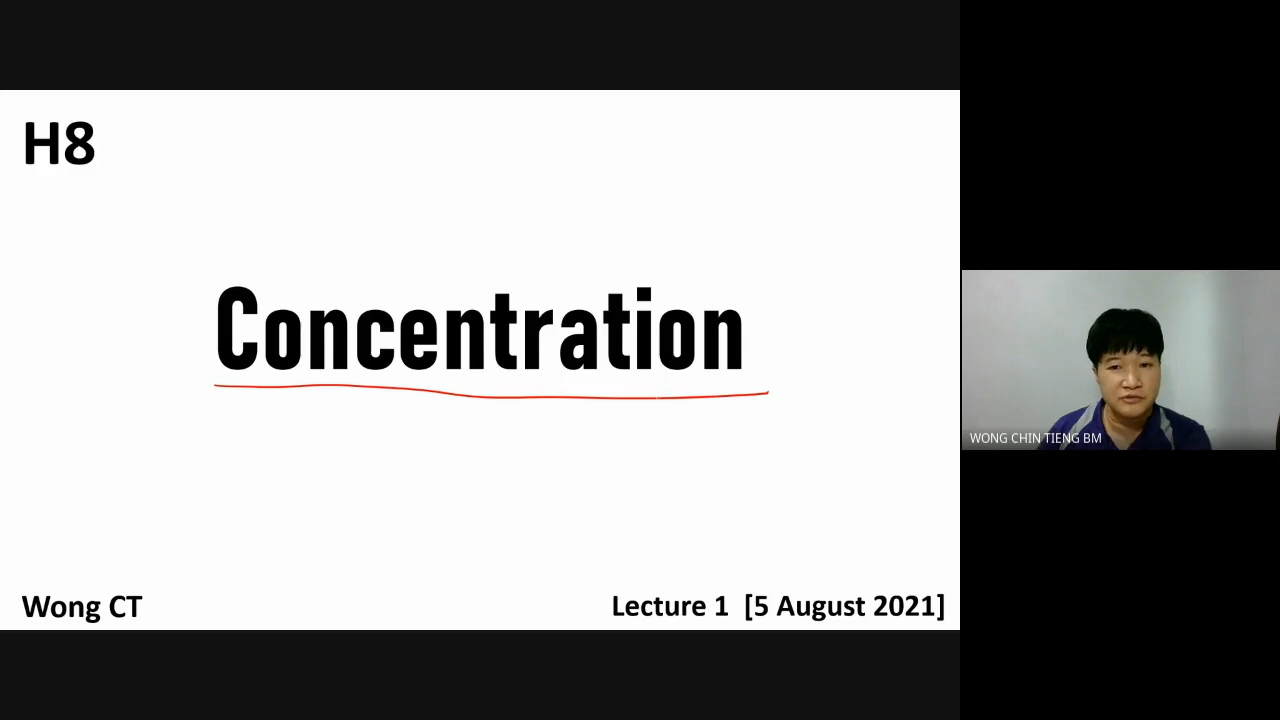 H8
Concentration
WONG CHIN TIENG BM
Wong CT
Lecture 1 [5 August 2021]